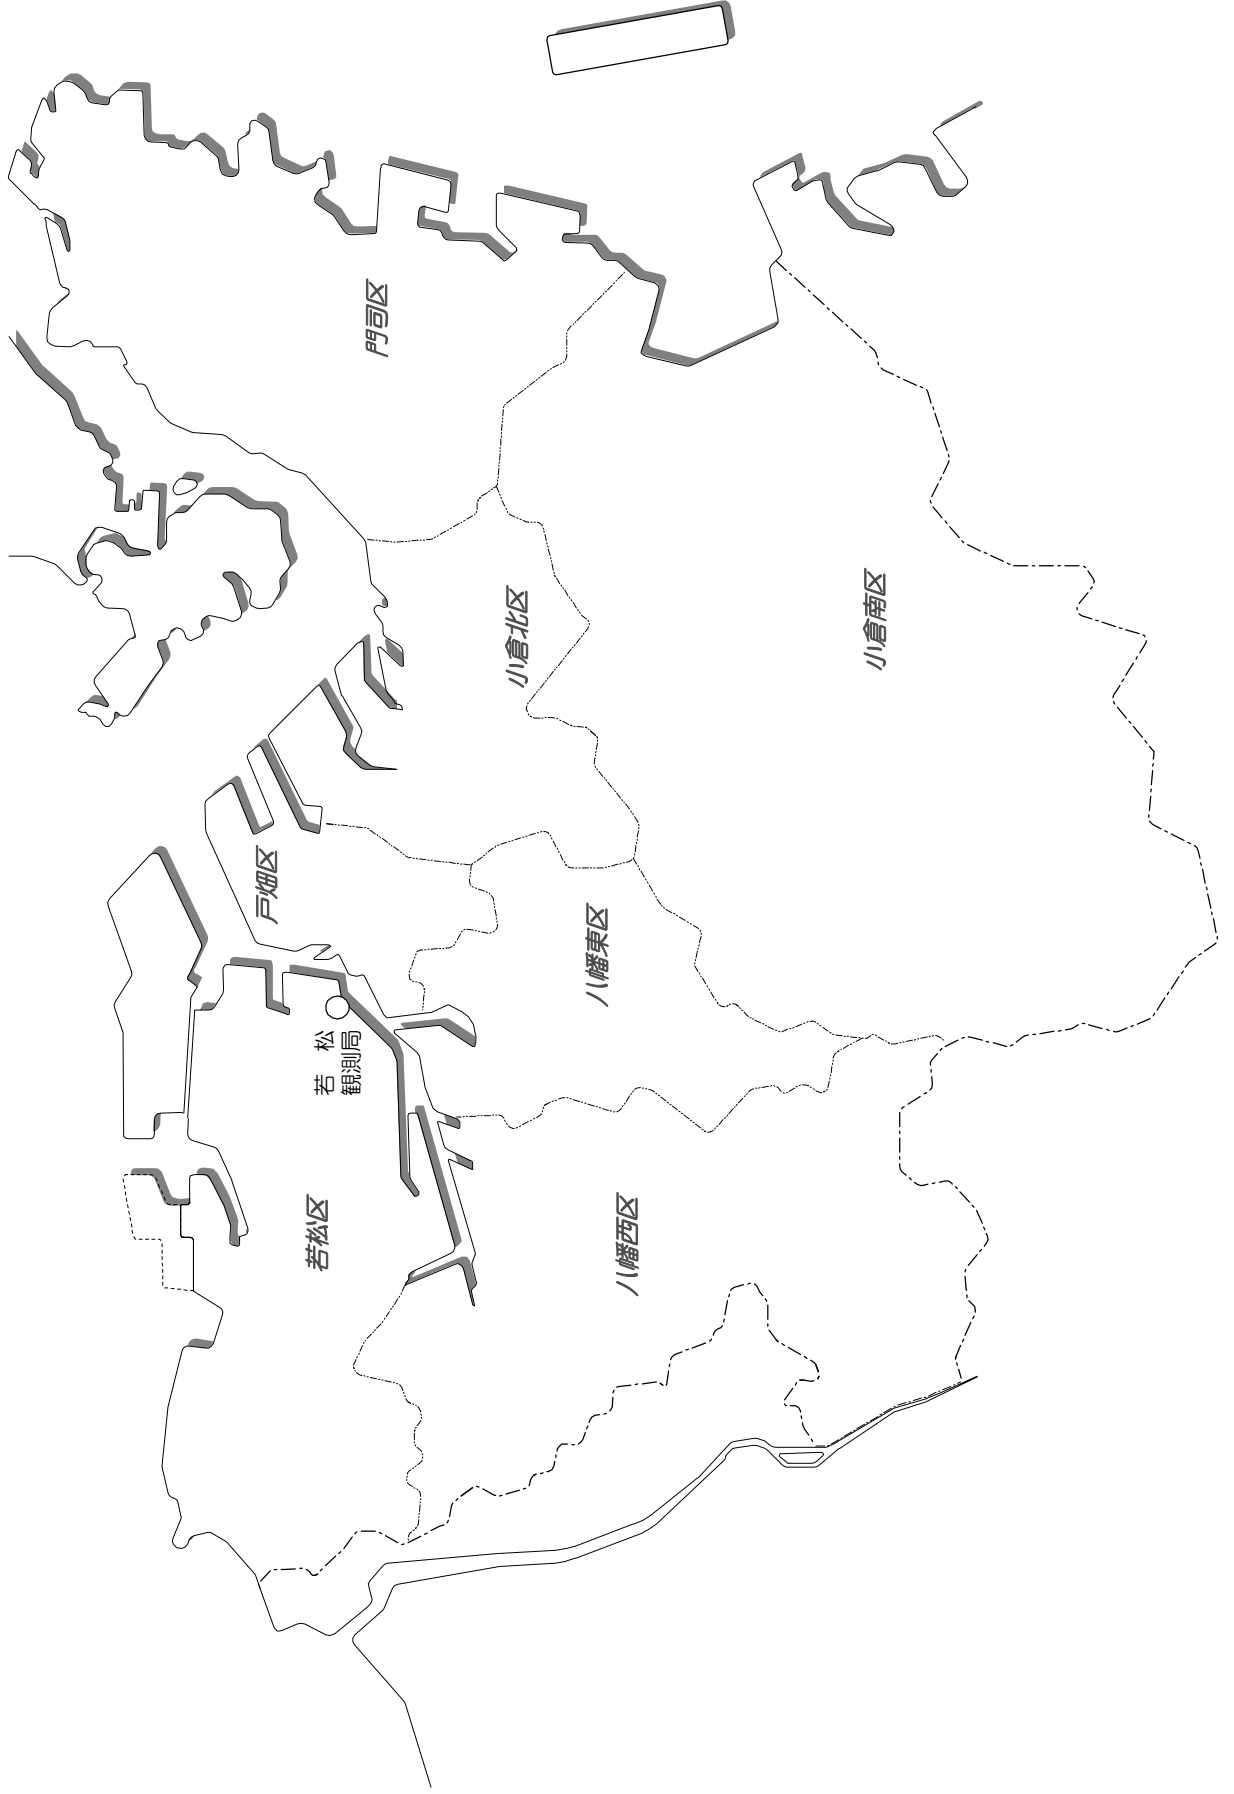 門司区
小倉北区
小倉南区
戸畑区
八幡東区
若松
観測局
若松区
八幡西区